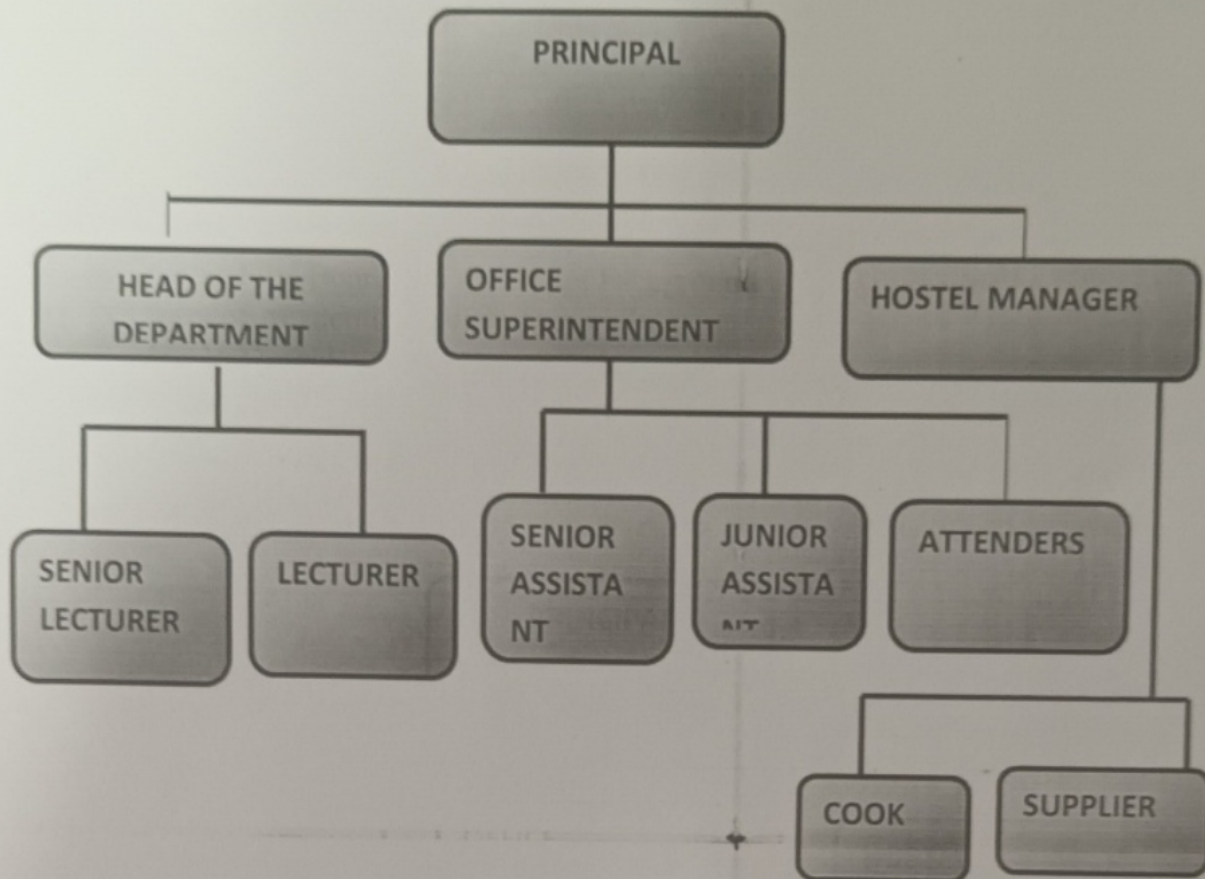 PRINCIPAL
HEAD OF THE
DEPARTMENT
OFFICE
SUPERINTENDENT
HOSTEL MANAGER
SENIOR
LECTURER
LECTURER
SENIOR
ASSISTA
NT
JUNIOR
ASSISTA
NT
ATTENDERS
COOK
SUPPLIER